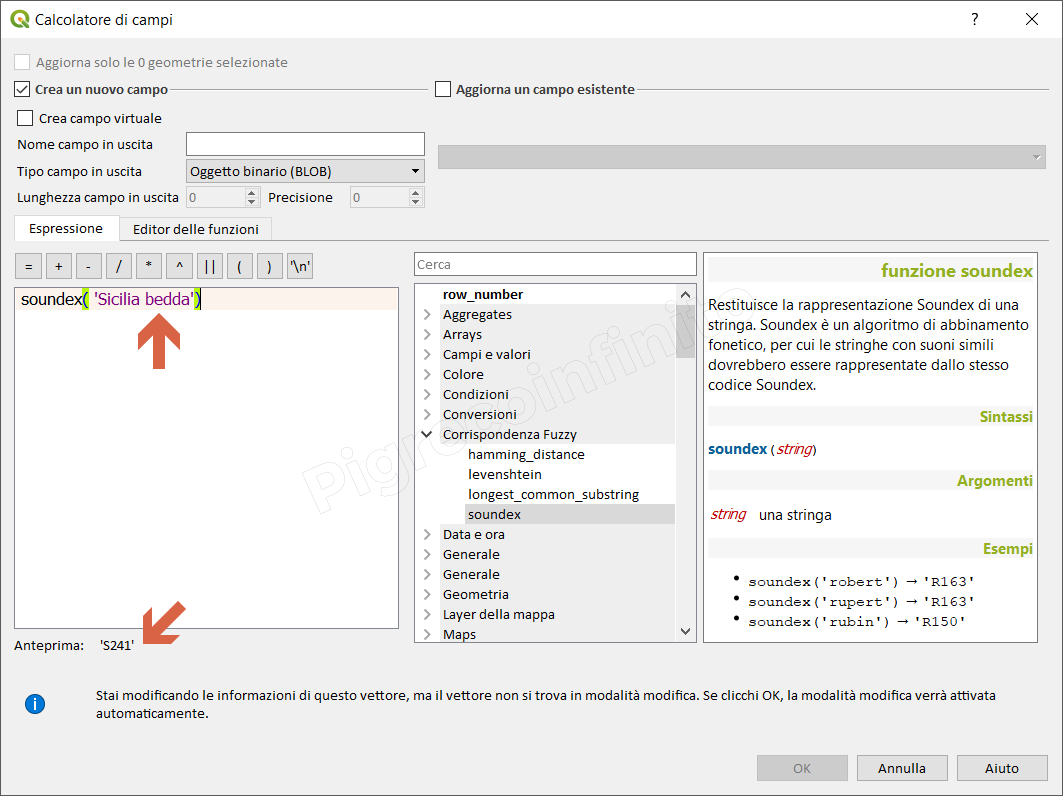 Calcolatore di campi
?
Aggiorna solo le 0 geometrie selezionate
Crea un nuovo campo
Aggiorna un campo esistente
Crea campo virtuale
Nome campo in uscita
Tipo campo in uscita
Oggetto binario (BLOB)
Lunghezza campo in uscita
0
Precisione
0
Espressione
Editor delle funzioni
= + - / * ^ || ( ) '\n'
soundex( 'Sicilia bedda')
Anteprima: 'S241'
Cerca
row_number
Aggregates
Arrays
Campi e valori
Colore
Condizioni
Conversioni
Corrispondenza Fuzzy
hamming_distance
levenshtein
longest_common_substring
soundex
Data e ora
Generale
Generale
Geometria
Layer della mappa
Maps
Pigrecoinfinito
funzione soundex
Restituisce la rappresentazione Soundex di una
stringa. Soundex è un algoritmo di abbinamento
fonetico, per cui le stringhe con suoni simili
dovrebbero essere rappresentate dallo stesso
codice Soundex.
Sintassi
soundex (string)
Argomenti
string una stringa
Esempi
• soundex('robert') → 'R163'
• soundex('rupert') → 'R163'
• soundex('rubin') → 'R150'
Stai modificando le informazioni di questo vettore, ma il vettore non si trova in modalità modifica. Se clicchi OK, la modalità modifica verrà attivata
automaticamente.
OK
Annulla
Aiuto